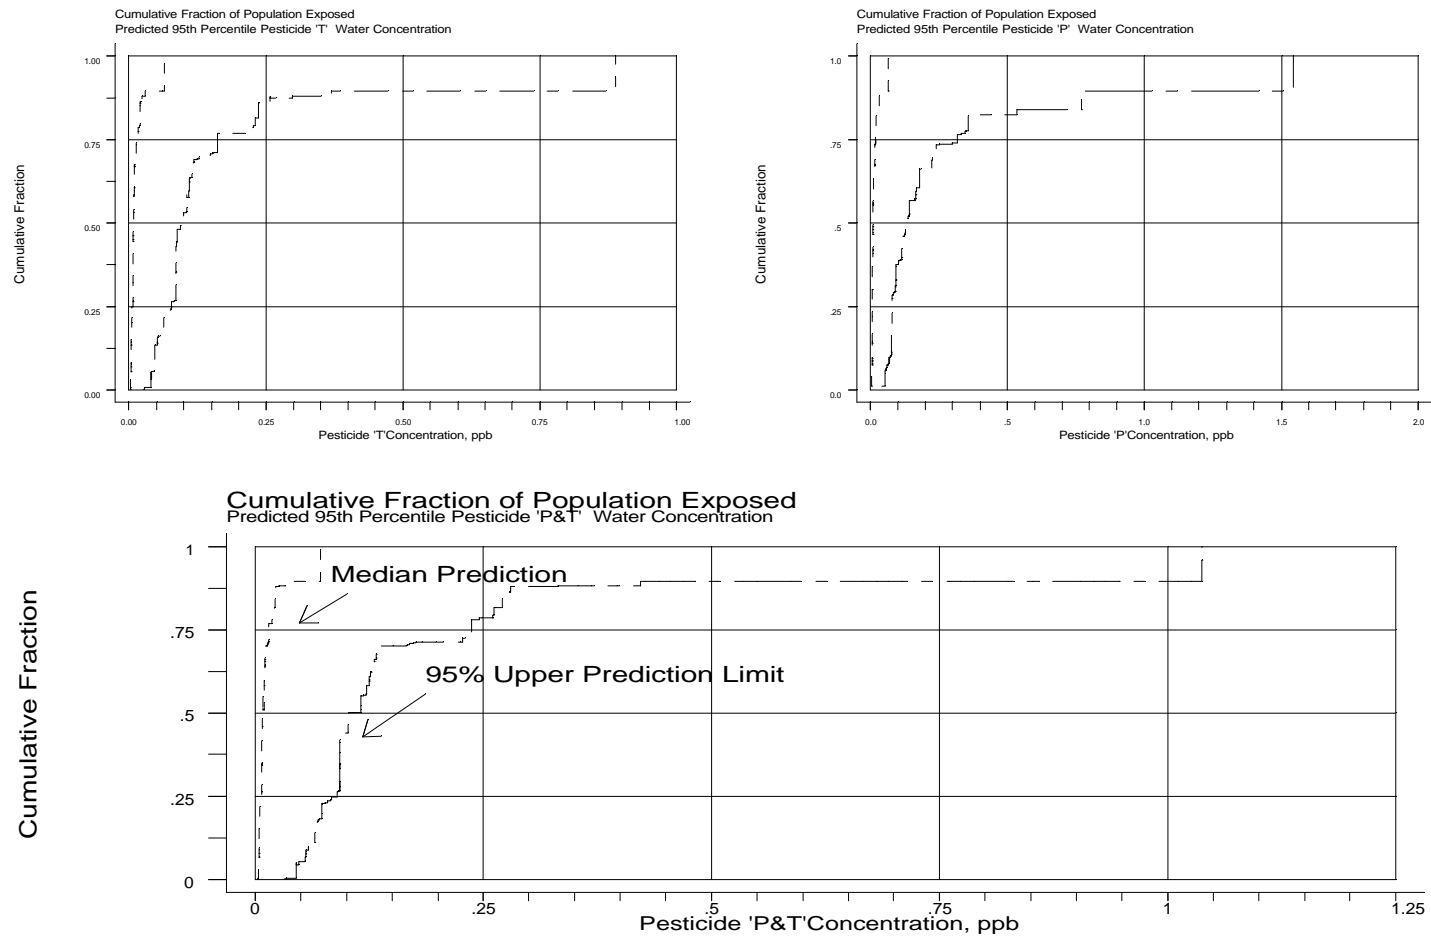 Cumulative Fraction of Population Exposed
Predicted 95th Percentile Pesticide 'T'  Water Concentration
1.00
0.75
0.50
0.25
0.00
Cumulative Fraction
0.00 0.25 0.50 0.75 1.00
Pesticide 'T'Concentration, ppb
Cumulative Fraction of Population Exposed
Predicted 95th Percentile Pesticide 'P'  Water Concentration
1.0
.75
.5
.25
0.0
Cumulative Fraction
0.0 .5 1.0 1.5 2.0
Pesticide 'P'Concentration, ppb
Cumulative Fraction of Population Exposed
Predicted 95th Percentile Pesticide 'P&T'  Water Concentration
1
.75
.5
.25
0
Cumulative Fraction
Median Prediction
95% Upper Prediction Limit
0 .25 .5 .75 1 1.25
Pesticide 'P&T'Concentration, ppb